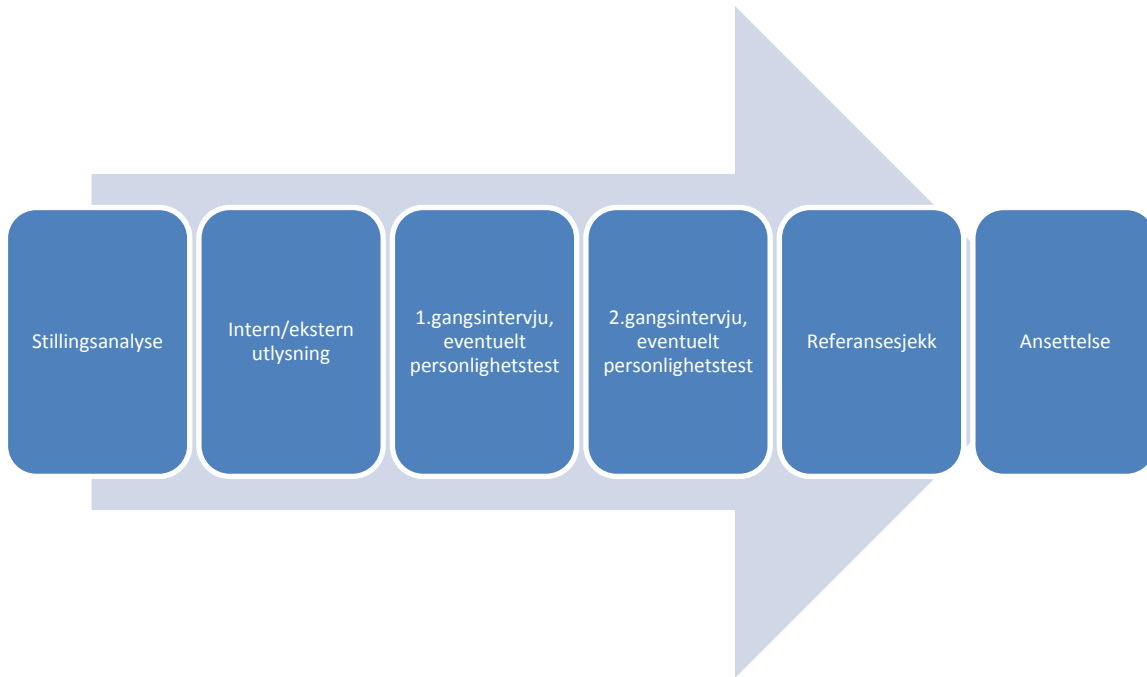 Stillingsanalyse
Intern/ekstern
utlysning
1.gangsintervju,
eventuelt
personlighetstest
2.gangsintervju,
eventuelt
personlighetstest
Referansesjekk
Ansettelse